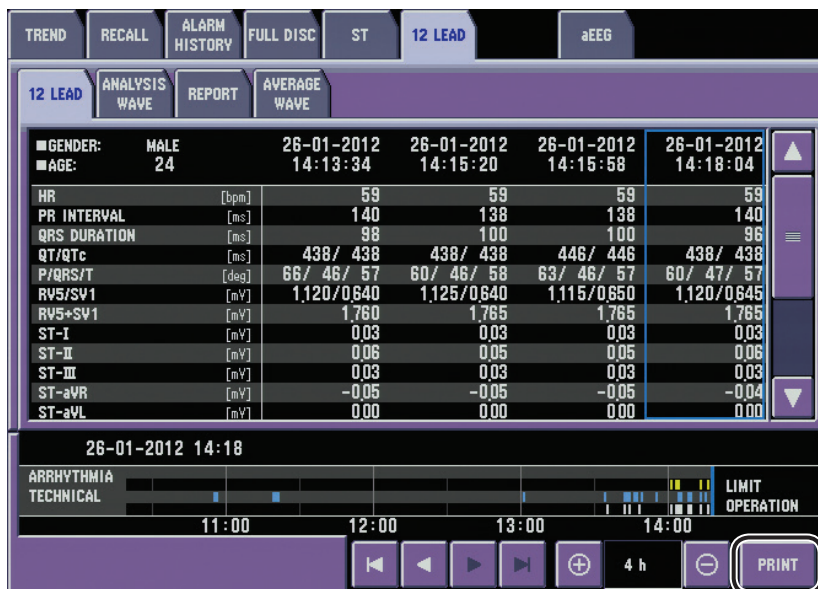 TREND RECALL ALARM HISTORY FULL DISC ST 12 LEAD aEEG
12 LEAD ANALYSIS WAVE REPORT AVERAGE WAVE
■GENDER: MALE 26-01-2012 26-01-2012 26-01-2012 26-01-2012
■AGE: 24 14:13:34 14:15:20 14:15:58 14:18:04
HR [bpm] 59 59 59 59
PR INTERVAL [ms] 140 138 138 140
QRS DURATION [ms] 98 100 100 96
QT/QTc [ms] 438/ 438 438/ 438 446/ 446 438/ 438
P/QRS/T [deg] 66/ 46/ 57 60/ 46/ 58 63/ 46/ 57 60/ 47/ 57
RV5/SV1 [mV] 1,120/0,640 1,125/0,640 1,115/0,650 1,120/0,645
RV5+SV1 [mV] 1,760 1,765 1,765 1,765
ST-I [mV] 0,03 0,03 0,03 0,03
ST-II [mV] 0,06 0,05 0,05 0,06
ST-III [mV] 0,03 0,03 0,03 0,03
ST-aVR [mV] -0,05 -0,05 -0,05 -0,04
ST-aVL [mV] 0,00 0,00 0,00 0,00
26-01-2012 14:18
ARRHYTHMIA
TECHNICAL
LIMIT
OPERATION
11:00 12:00 13:00 14:00
4 h PRINT